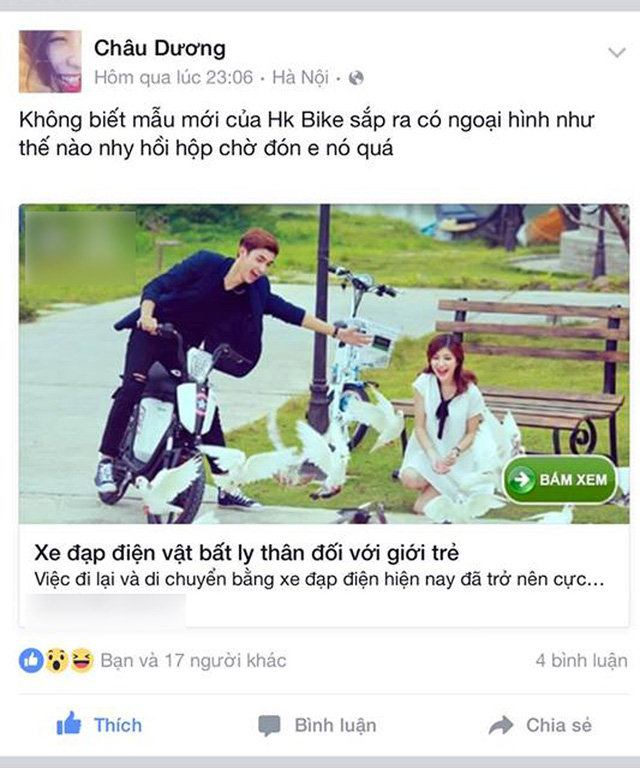 Châu Dương
Hôm qua lúc 23:06 · Hà Nội ·
Không biết mẫu mới của Hk Bike sắp ra có ngoại hình như
thế nào nhy hồi hộp chờ đón e nó quá
BẤM XEM
Xe đạp điện vật bất ly thân đối với giới trẻ
Việc đi lại và di chuyển bằng xe đạp điện hiện nay đã trở nên cực...
Bạn và 17 người khác
4 bình luận
Thích
Bình luận
Chia sẻ